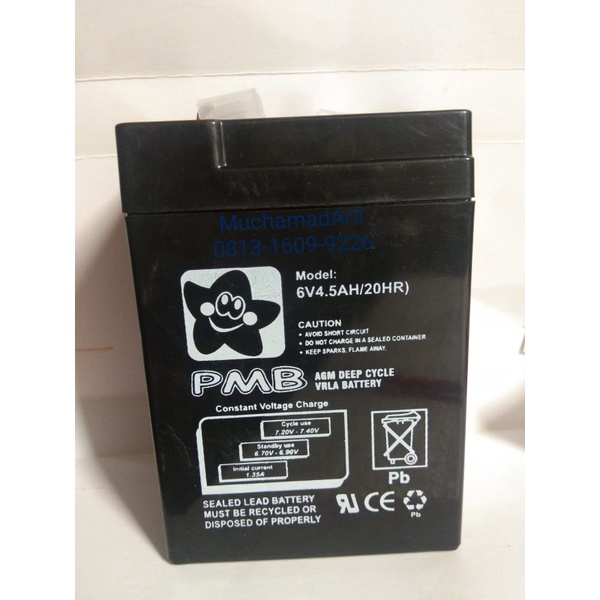 MuchamadArif
0813-1609-9226
Model:
6V4.5AH/20HR)
CAUTION
• AVOID SHORT CIRCUIT
• DO NOT CHARGE IN A SEALED CONTAINER
• KEEP SPARKS, FLAME AWAY.
PMB
AGM DEEP CYCLE
VRLA BATTERY
Constant Voltage Charge
Cycle use
7.20V - 7.40V
Standby use
6.70V - 6.90V
Initial current
1.35A
Pb
SEALED LEAD BATTERY
MUST BE RECYCLED OR
DISPOSED OF PROPERLY
CE
Pb